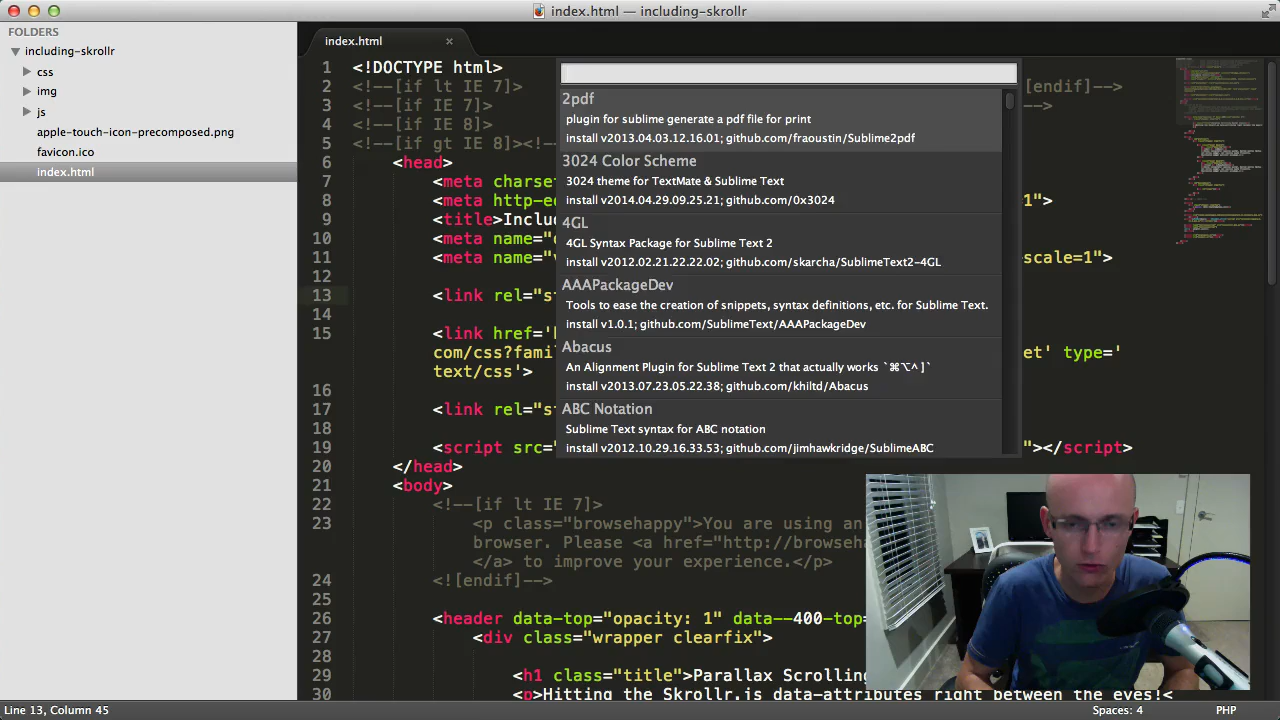 index.html — including-skrollr
FOLDERS
including-skrollr
css
img
js
apple-touch-icon-precomposed.png
favicon.ico
index.html
index.html
1 <!DOCTYPE html>
2 <!--[if lt IE 7]> [endif]-->
3 <!--[if IE 7]> -->
4 <!--[if IE 8]>
5 <!--[if gt IE 8]><!--
6 <head>
7 <meta charset
8 <meta http-e 1">
9 <title>Inclu
10 <meta name="
11 <meta name=" scale=1">
12
13 <link rel="s
14
15 <link href='
com/css?fami et' type='
text/css'>
16
17 <link rel="s
18
19 <script src=" "></script>
20 </head>
21 <body>
22 <!--[if lt IE 7]>
23 <p class="browsehappy">You are using an
browser. Please <a href="http://browseha
</a> to improve your experience.</p>
24 <![endif]-->
25
26 <header data-top="opacity: 1" data--400-top=
27 <div class="wrapper clearfix">
28
29 <h1 class="title">Parallax Scrolling
30 <p>Hitting the Skrollr.js data-attributes right between the eyes!<
2pdf
plugin for sublime generate a pdf file for print
install v2013.04.03.12.16.01; github.com/fraoustin/Sublime2pdf
3024 Color Scheme
3024 theme for TextMate & Sublime Text
install v2014.04.29.09.25.21; github.com/0x3024
4GL
4GL Syntax Package for Sublime Text 2
install v2012.02.21.22.22.02; github.com/skarcha/SublimeText2-4GL
AAAPackageDev
Tools to ease the creation of snippets, syntax definitions, etc. for Sublime Text.
install v1.0.1; github.com/SublimeText/AAAPackageDev
Abacus
An Alignment Plugin for Sublime Text 2 that actually works `⌘⌥^]`
install v2013.07.23.05.22.38; github.com/khiltd/Abacus
ABC Notation
Sublime Text syntax for ABC notation
install v2012.10.29.16.33.53; github.com/jimhawkridge/SublimeABC
Line 13, Column 45
Spaces: 4
PHP